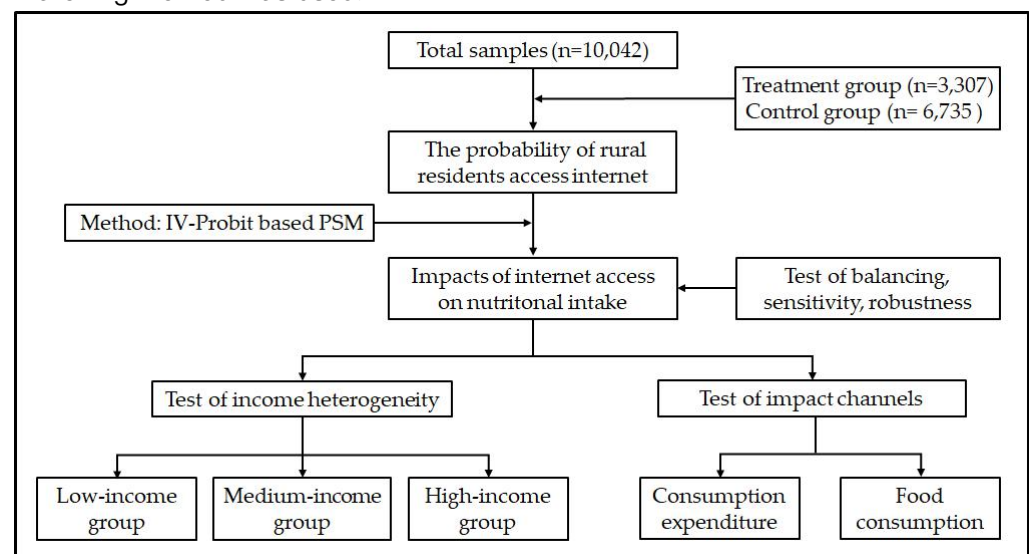 Total samples (n=10,042)
Treatment group (n=3,307)
Control group (n= 6,735 )
The probability of rural
residents access internet
Method: IV-Probit based PSM
Impacts of internet access
on nutritonal intake
Test of balancing,
sensitivity, robustness
Test of income heterogeneity
Test of impact channels
Low-income
group
Medium-income
group
High-income
group
Consumption
expenditure
Food
consumption